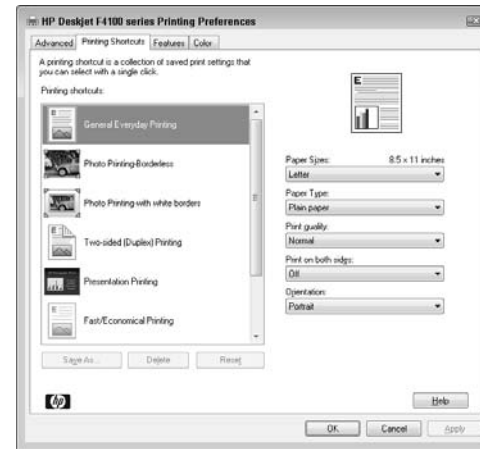 HP Deskjet F4100 series Printing Preferences
Advanced Printing Shortcuts Features Color
A printing shortcut is a collection of saved print settings that
you can select with a single click.
Printing shortcuts:
General Everyday Printing
Photo Printing-Borderless
Photo Printing-with white borders
Two-sided (Duplex) Printing
Presentation Printing
Fast/Economical Printing
Save As... Delete Reset
E
Paper Sizes: 8.5 x 11 inches
Letter
Paper Type:
Plain paper
Print quality:
Normal
Print on both sides:
Off
Orientation:
Portrait
hp
Help
OK Cancel Apply